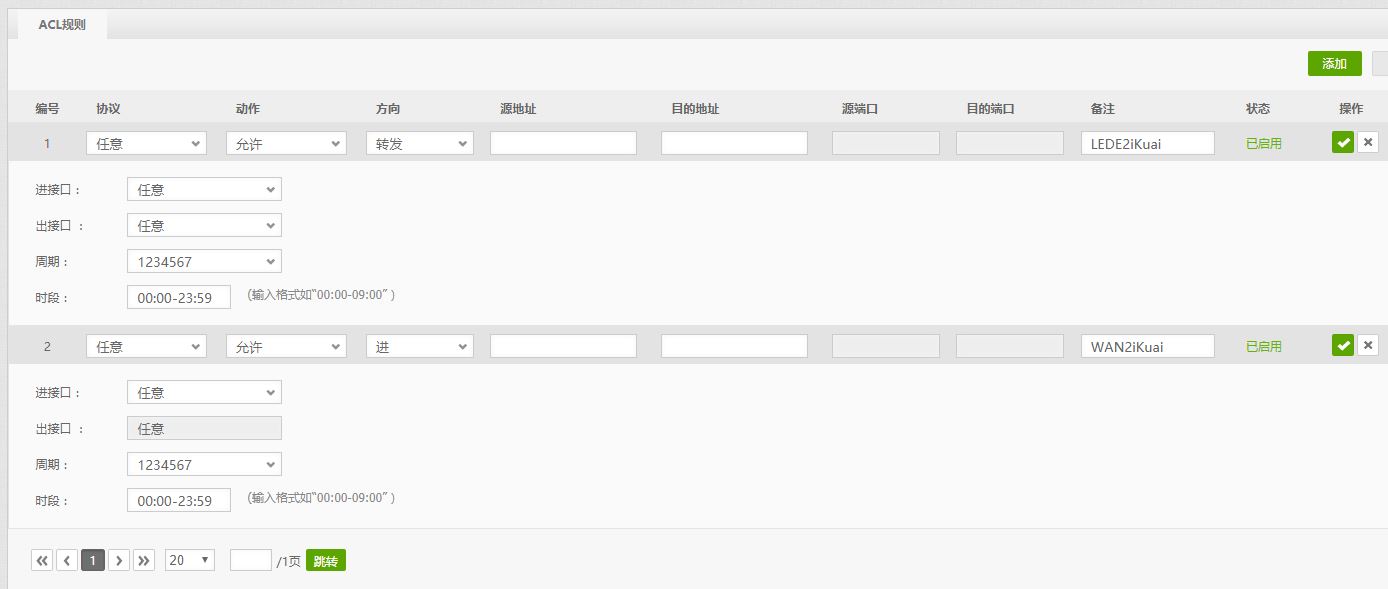 ACL规则
添加
编号 协议 动作 方向 源地址 目的地址 源端口 目的端口 备注 状态 操作
1 任意 允许 转发 LEDE2iKuai 已启用
进接口： 任意
出接口 ： 任意
周期： 1234567
时段： 00:00-23:59 (输入格式如“00:00-09:00” )
2 任意 允许 进 WAN2iKuai 已启用
进接口： 任意
出接口 ： 任意
周期： 1234567
时段： 00:00-23:59 (输入格式如“00:00-09:00” )
1 20 /1页 跳转